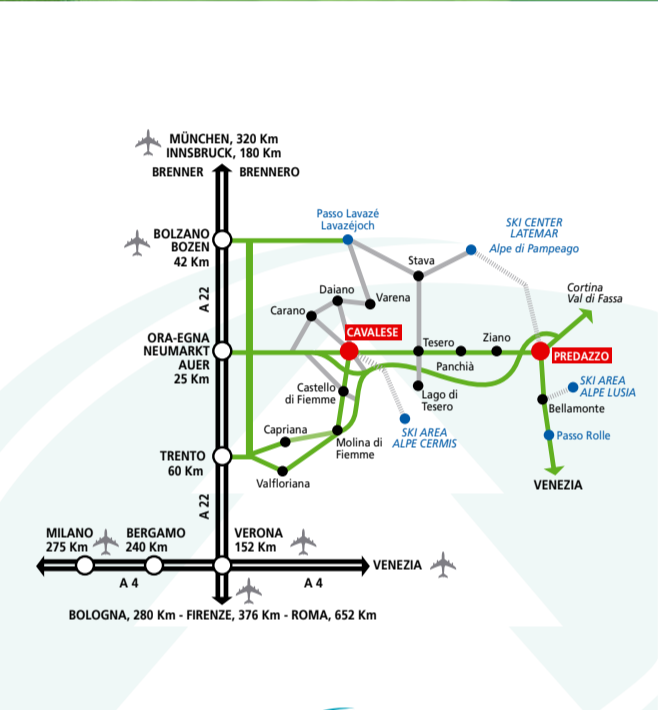 MÜNCHEN, 320 Km
INNSBRUCK, 180 Km
BRENNER
BRENNERO
BOLZANO
BOZEN
42 Km
A 22
ORA-EGNA
NEUMARKT
AUER
25 Km
TRENTO
60 Km
A 22
Passo Lavazé
Lavazéjoch
SKI CENTER
LATEMAR
Alpe di Pampeago
Stava
Cortina
Val di Fassa
Daiano
Varena
Carano
CAVALESE
Tesero
Ziano
Panchià
PREDAZZO
Castello
di Fiemme
Lago di
Tesero
SKI AREA
ALPE LUSIA
Bellamonte
Capriana
Molina di
Fiemme
SKI AREA
ALPE CERMIS
Passo Rolle
Valfloriana
VENEZIA
MILANO
275 Km
BERGAMO
240 Km
VERONA
152 Km
VENEZIA
A 4
A 4
BOLOGNA, 280 Km - FIRENZE, 376 Km - ROMA, 652 Km